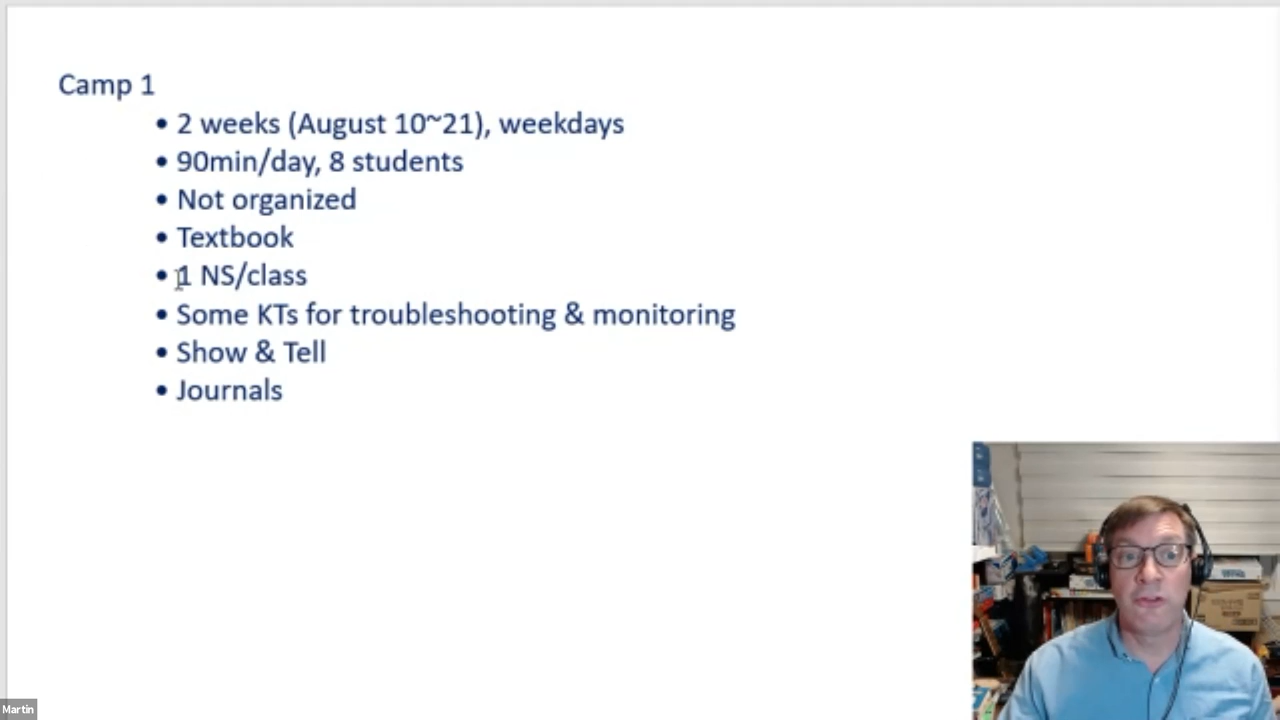 Camp 1
• 2 weeks (August 10~21), weekdays
• 90min/day, 8 students
• Not organized
• Textbook
• 1 NS/class
• Some KTs for troubleshooting & monitoring
• Show & Tell
• Journals
Martin